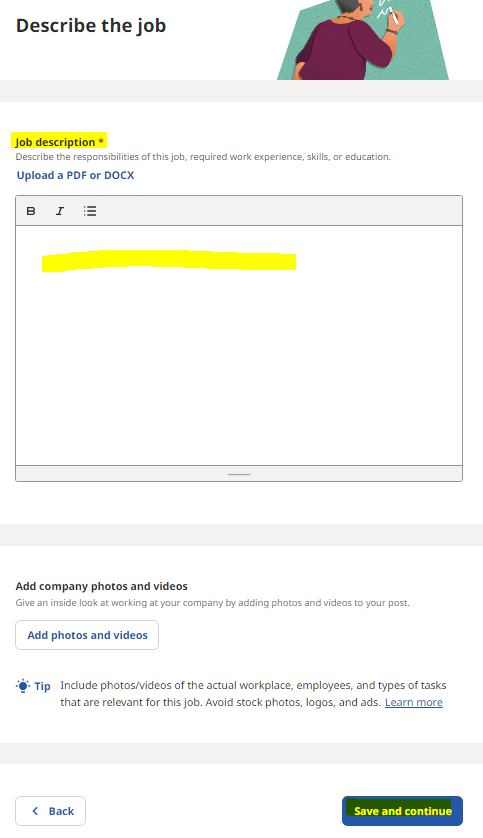 Describe the job
Job description *
Describe the responsibilities of this job, required work experience, skills, or education.
Upload a PDF or DOCX
B I
Add company photos and videos
Give an inside look at working at your company by adding photos and videos to your post.
Add photos and videos
Tip Include photos/videos of the actual workplace, employees, and types of tasks
that are relevant for this job. Avoid stock photos, logos, and ads. Learn more
Back Save and continue